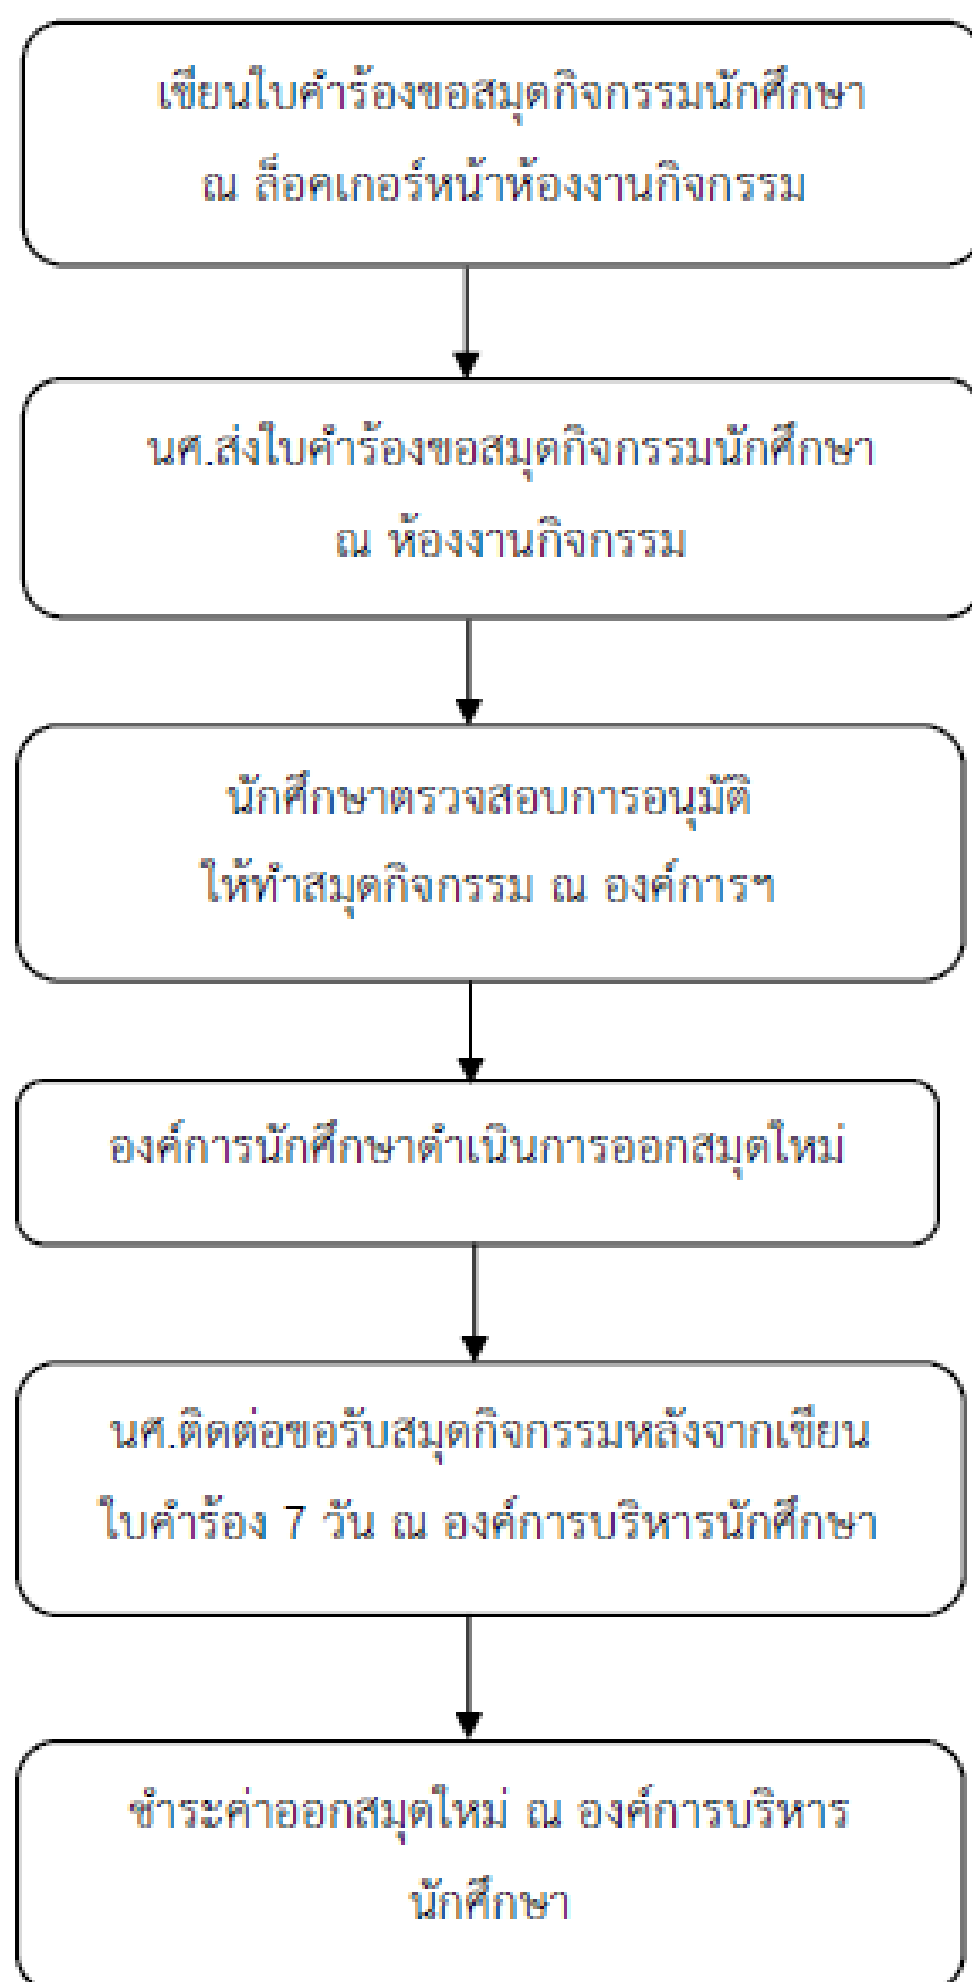 เขียนใบคำร้องขอสมุดกิจกรรมนักศึกษา
ณ ล็อคเกอร์หน้าห้องงานกิจกรรม
นศ.ส่งใบคำร้องขอสมุดกิจกรรมนักศึกษา
ณ ห้องงานกิจกรรม
นักศึกษาตรวจสอบการอนุมัติ
ให้ทำสมุดกิจกรรม ณ องค์การฯ
องค์การนักศึกษาดำเนินการออกสมุดใหม่
นศ.ติดต่อขอรับสมุดกิจกรรมหลังจากเขียน
ใบคำร้อง 7 วัน ณ องค์การบริหารนักศึกษา
ชำระค่าออกสมุดใหม่ ณ องค์การบริหาร
นักศึกษา